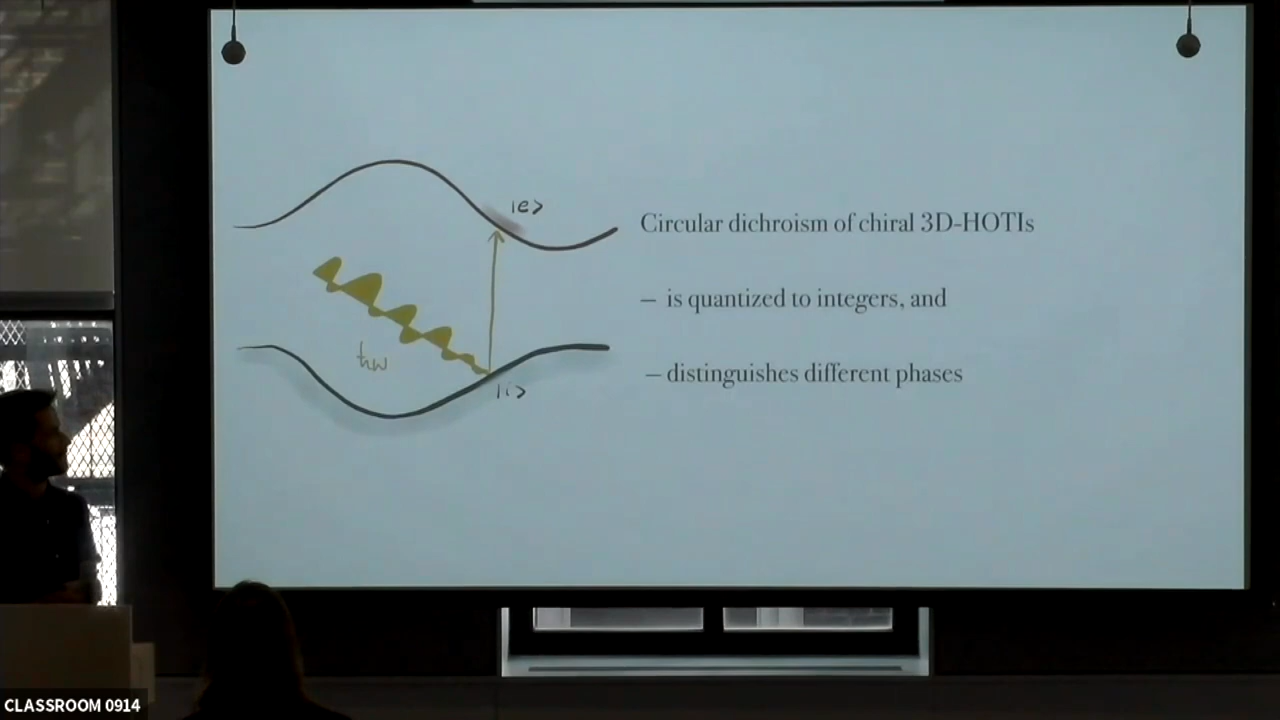 |e>
Circular dichroism of chiral 3D-HOTIs
– is quantized to integers, and
ħω
– distinguishes different phases
|i>
CLASSROOM 0914